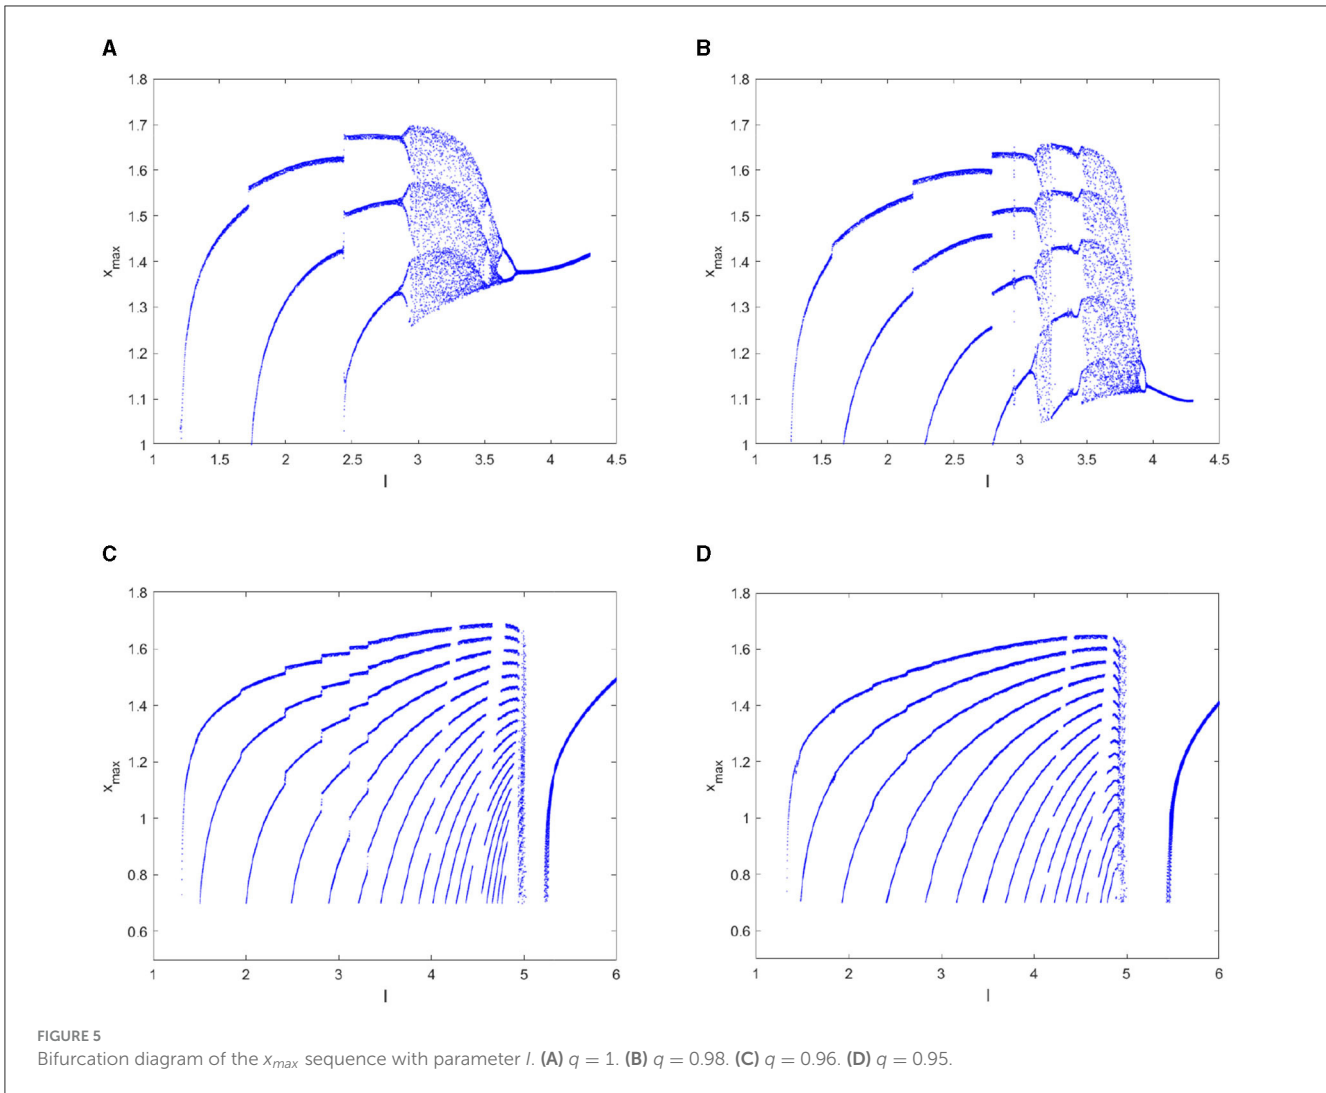 A
B
1.8
1.7
1.6
1.5
1.4
1.3
1.2
1.1
1
x_max
1 1.5 2 2.5 3 3.5 4 4.5
I
1.8
1.7
1.6
1.5
1.4
1.3
1.2
1.1
1
x_max
1 1.5 2 2.5 3 3.5 4 4.5
I
C
D
1.8
1.6
1.4
1.2
1
0.8
0.6
x_max
1 2 3 4 5 6
I
1.8
1.6
1.4
1.2
1
0.8
0.6
x_max
1 2 3 4 5 6
I
FIGURE 5
Bifurcation diagram of the x_max sequence with parameter I. (A) q = 1. (B) q = 0.98. (C) q = 0.96. (D) q = 0.95.